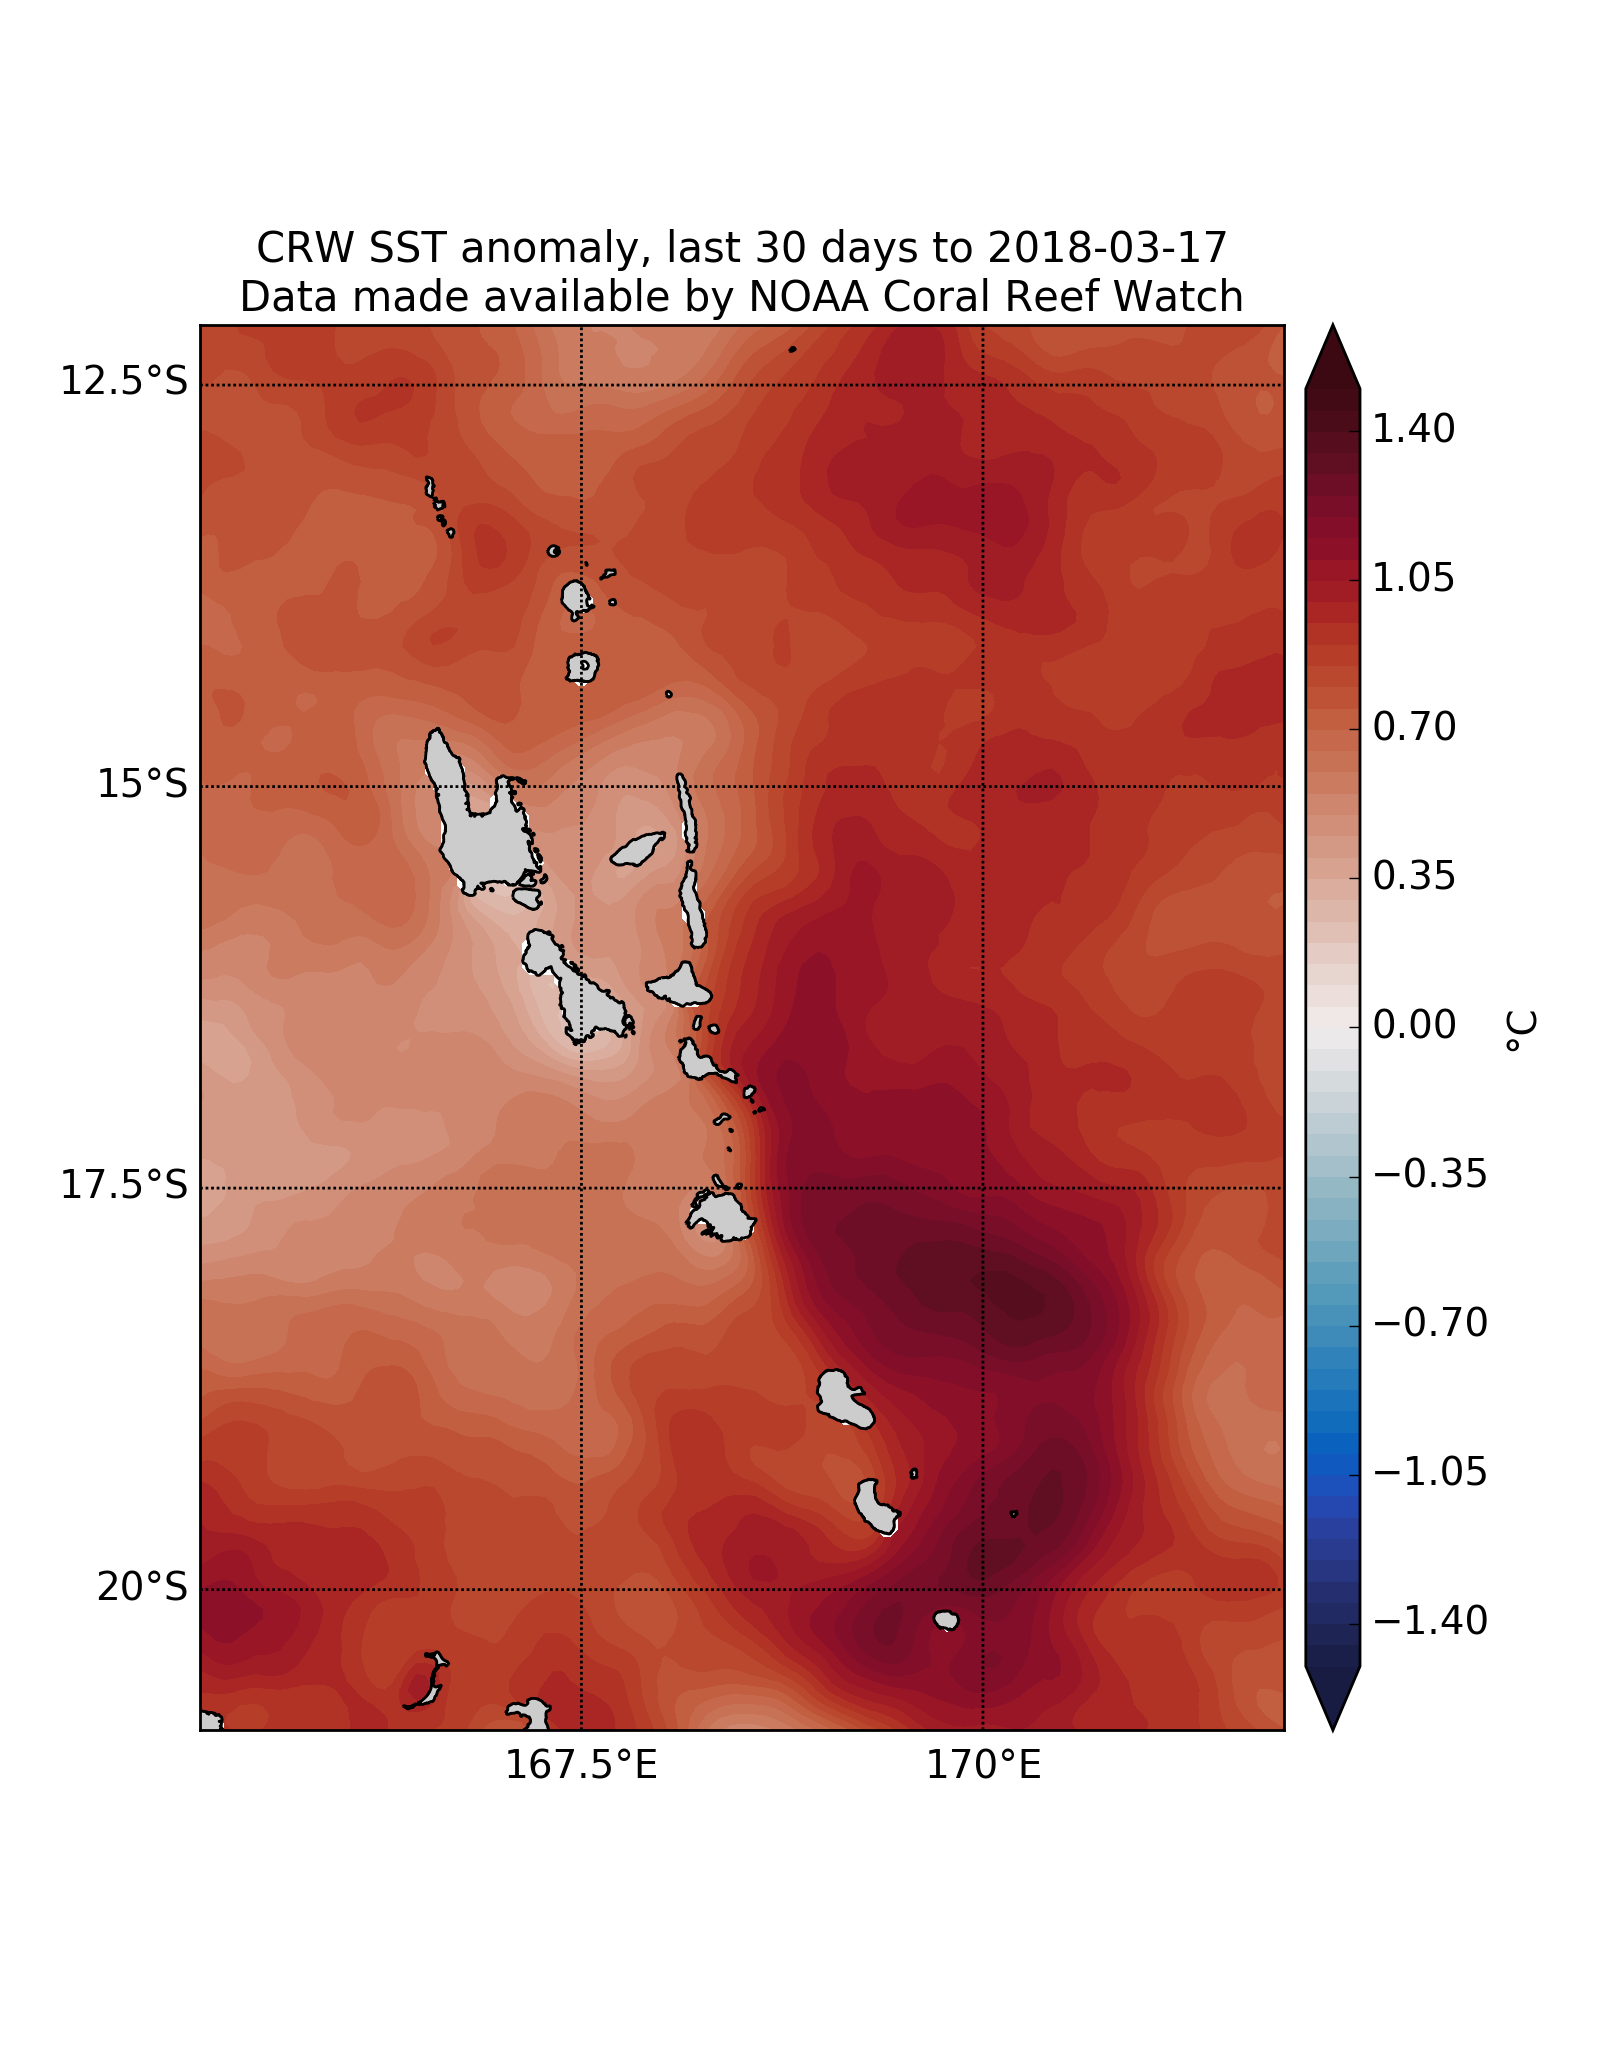 CRW SST anomaly, last 30 days to 2018-03-17
Data made available by NOAA Coral Reef Watch
12.5°S
15°S
17.5°S
20°S
167.5°E
170°E
1.40
1.05
0.70
0.35
0.00
−0.35
−0.70
−1.05
−1.40
°C